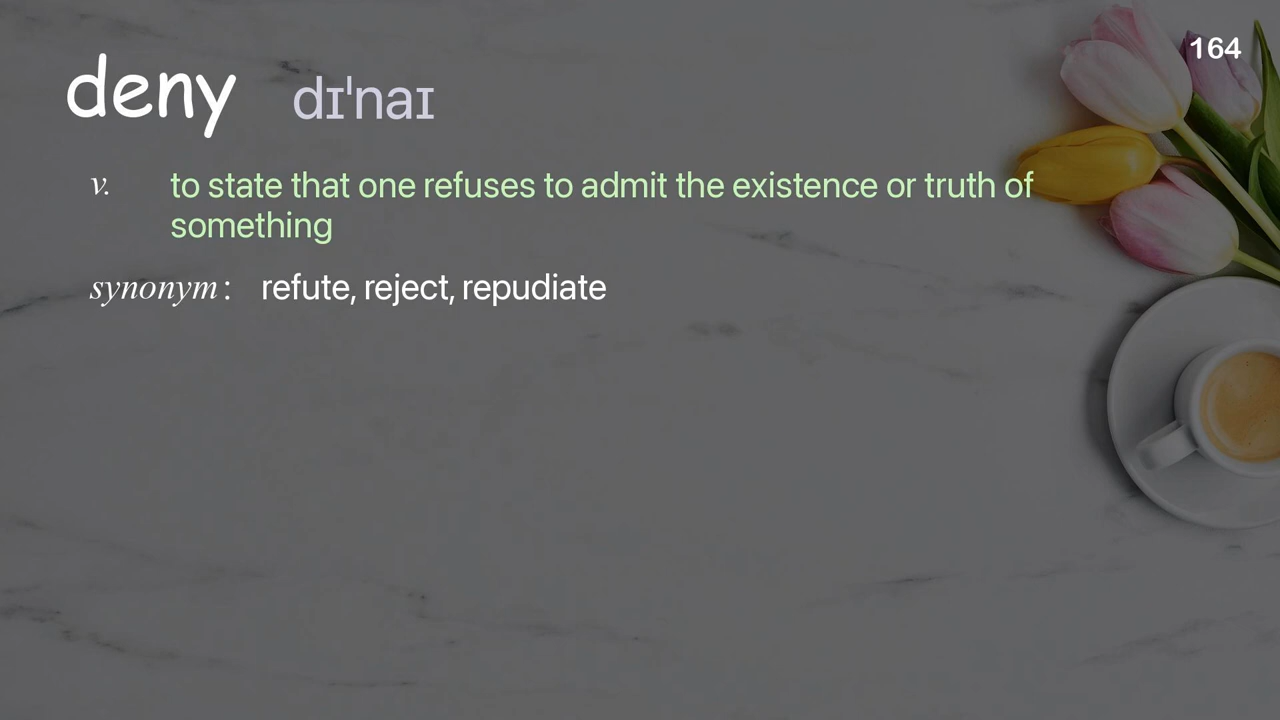 164
deny dɪˈnaɪ
v. to state that one refuses to admit the existence or truth of
something
synonym : refute, reject, repudiate